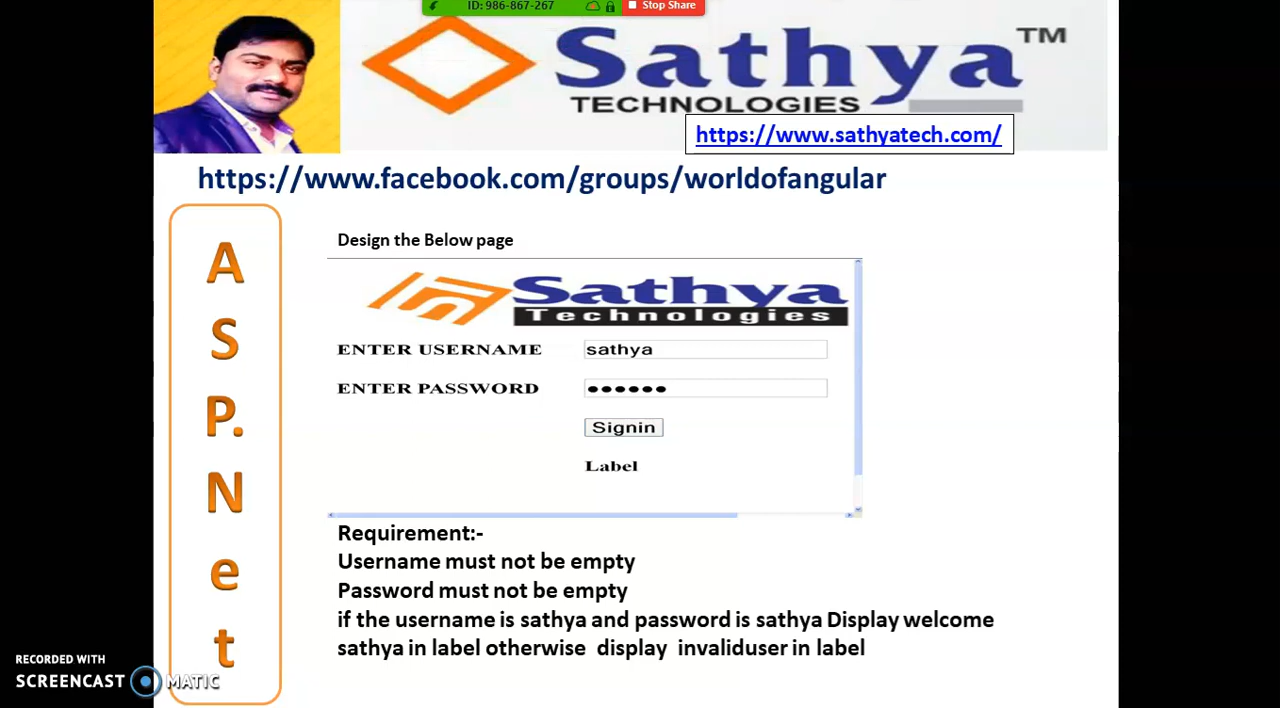 ID: 986-867-267
Stop Share
Sathya TM
TECHNOLOGIES
https://www.sathyatech.com/
https://www.facebook.com/groups/worldofangular
A
S
P.
N
e
t
Design the Below page
Sathya
Technologies
ENTER USERNAME sathya
ENTER PASSWORD ●●●●●●
Signin
Label
Requirement:-
Username must not be empty
Password must not be empty
if the username is sathya and password is sathya Display welcome
sathya in label otherwise display invaliduser in label
RECORDED WITH
SCREENCAST MATIC